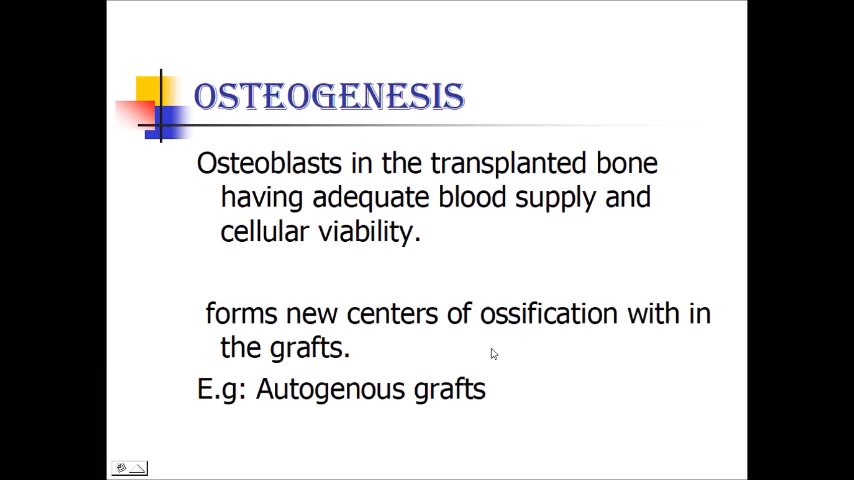 OSTEOGENESIS
Osteoblasts in the transplanted bone
having adequate blood supply and
cellular viability.
forms new centers of ossification with in
the grafts.
E.g: Autogenous grafts